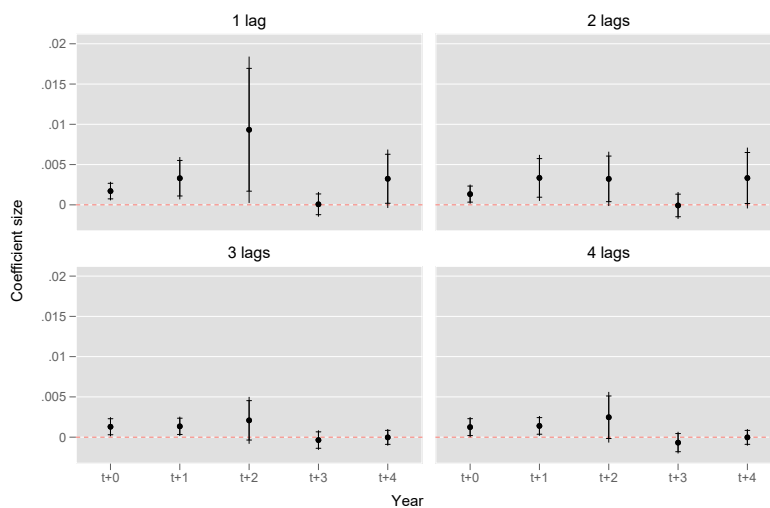 1 lag
2 lags
.02
.015
.01
.005
0
3 lags
4 lags
.02
.015
.01
.005
0
t+0 t+1 t+2 t+3 t+4 t+0 t+1 t+2 t+3 t+4
Year
Coefficient size